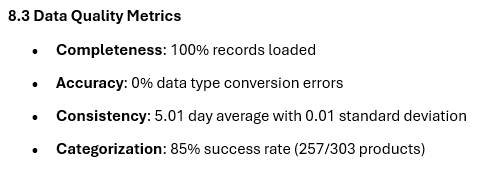 8.3 Data Quality Metrics
• Completeness: 100% records loaded
• Accuracy: 0% data type conversion errors
• Consistency: 5.01 day average with 0.01 standard deviation
• Categorization: 85% success rate (257/303 products)